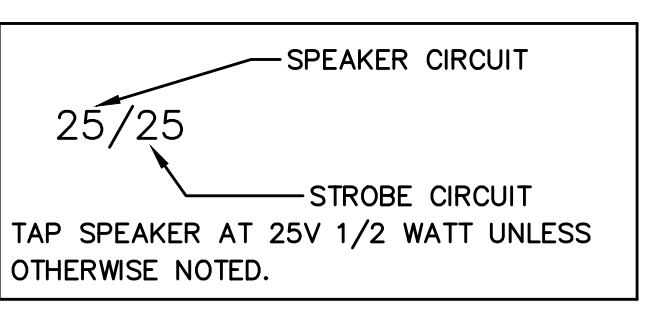 SPEAKER CIRCUIT
25/25
STROBE CIRCUIT
TAP SPEAKER AT 25V 1/2 WATT UNLESS
OTHERWISE NOTED.